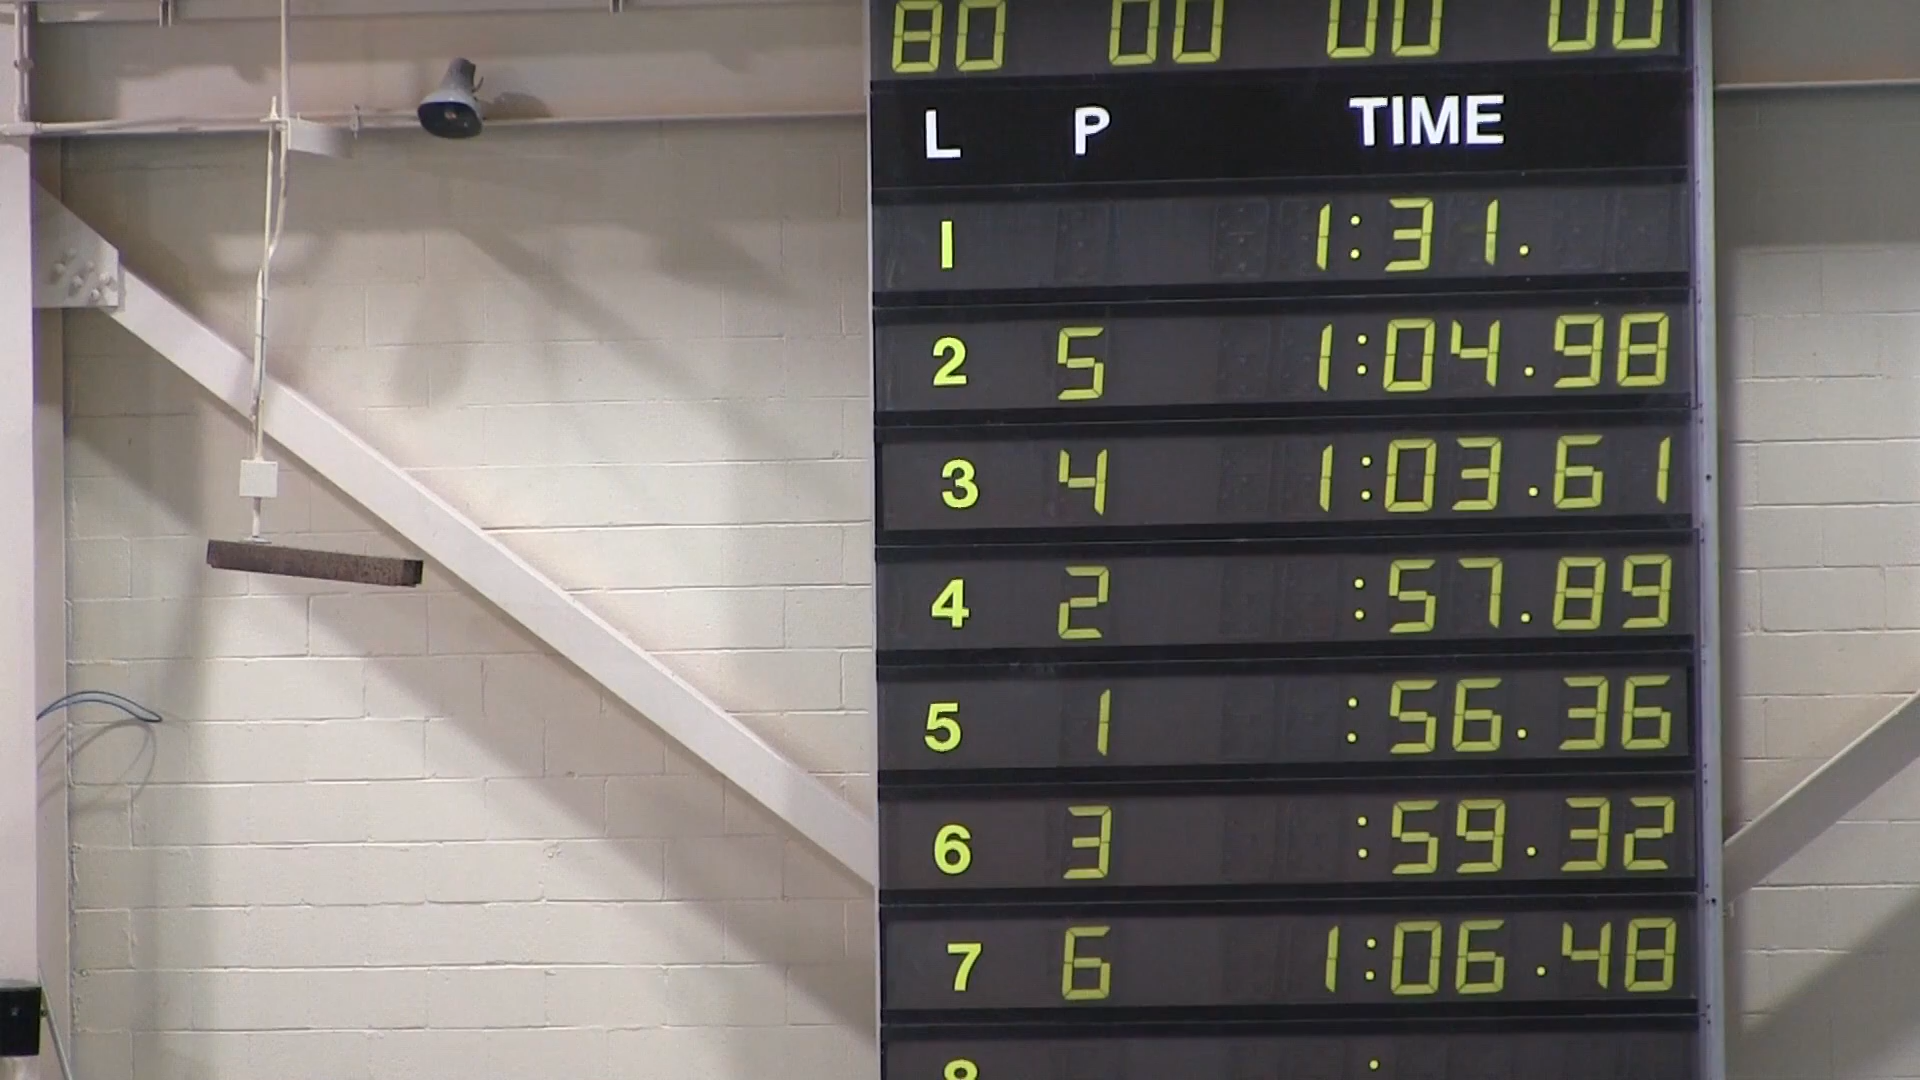 80 00 00 00
L P TIME
1 1:31.
2 5 1:04.98
3 4 1:03.61
4 2 :57.89
5 1 :56.36
6 3 :59.32
7 6 1:06.48
8 :